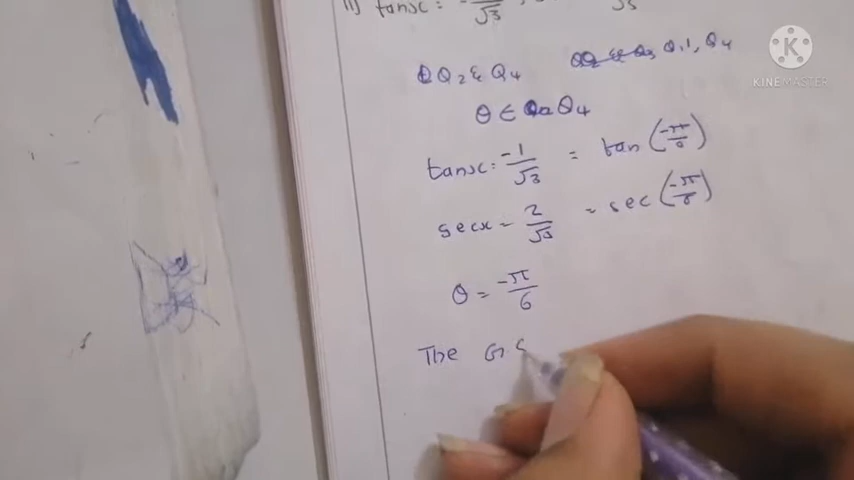 ii) tanx = -1/√3 ,
Q2 & Q4 Q1, Q4
θ ∈ Q4
tanx = -1/√3 = tan (-π/6)
secx = 2/√3 = sec (-π/6)
θ = -π/6
The G S
K
KINEMASTER